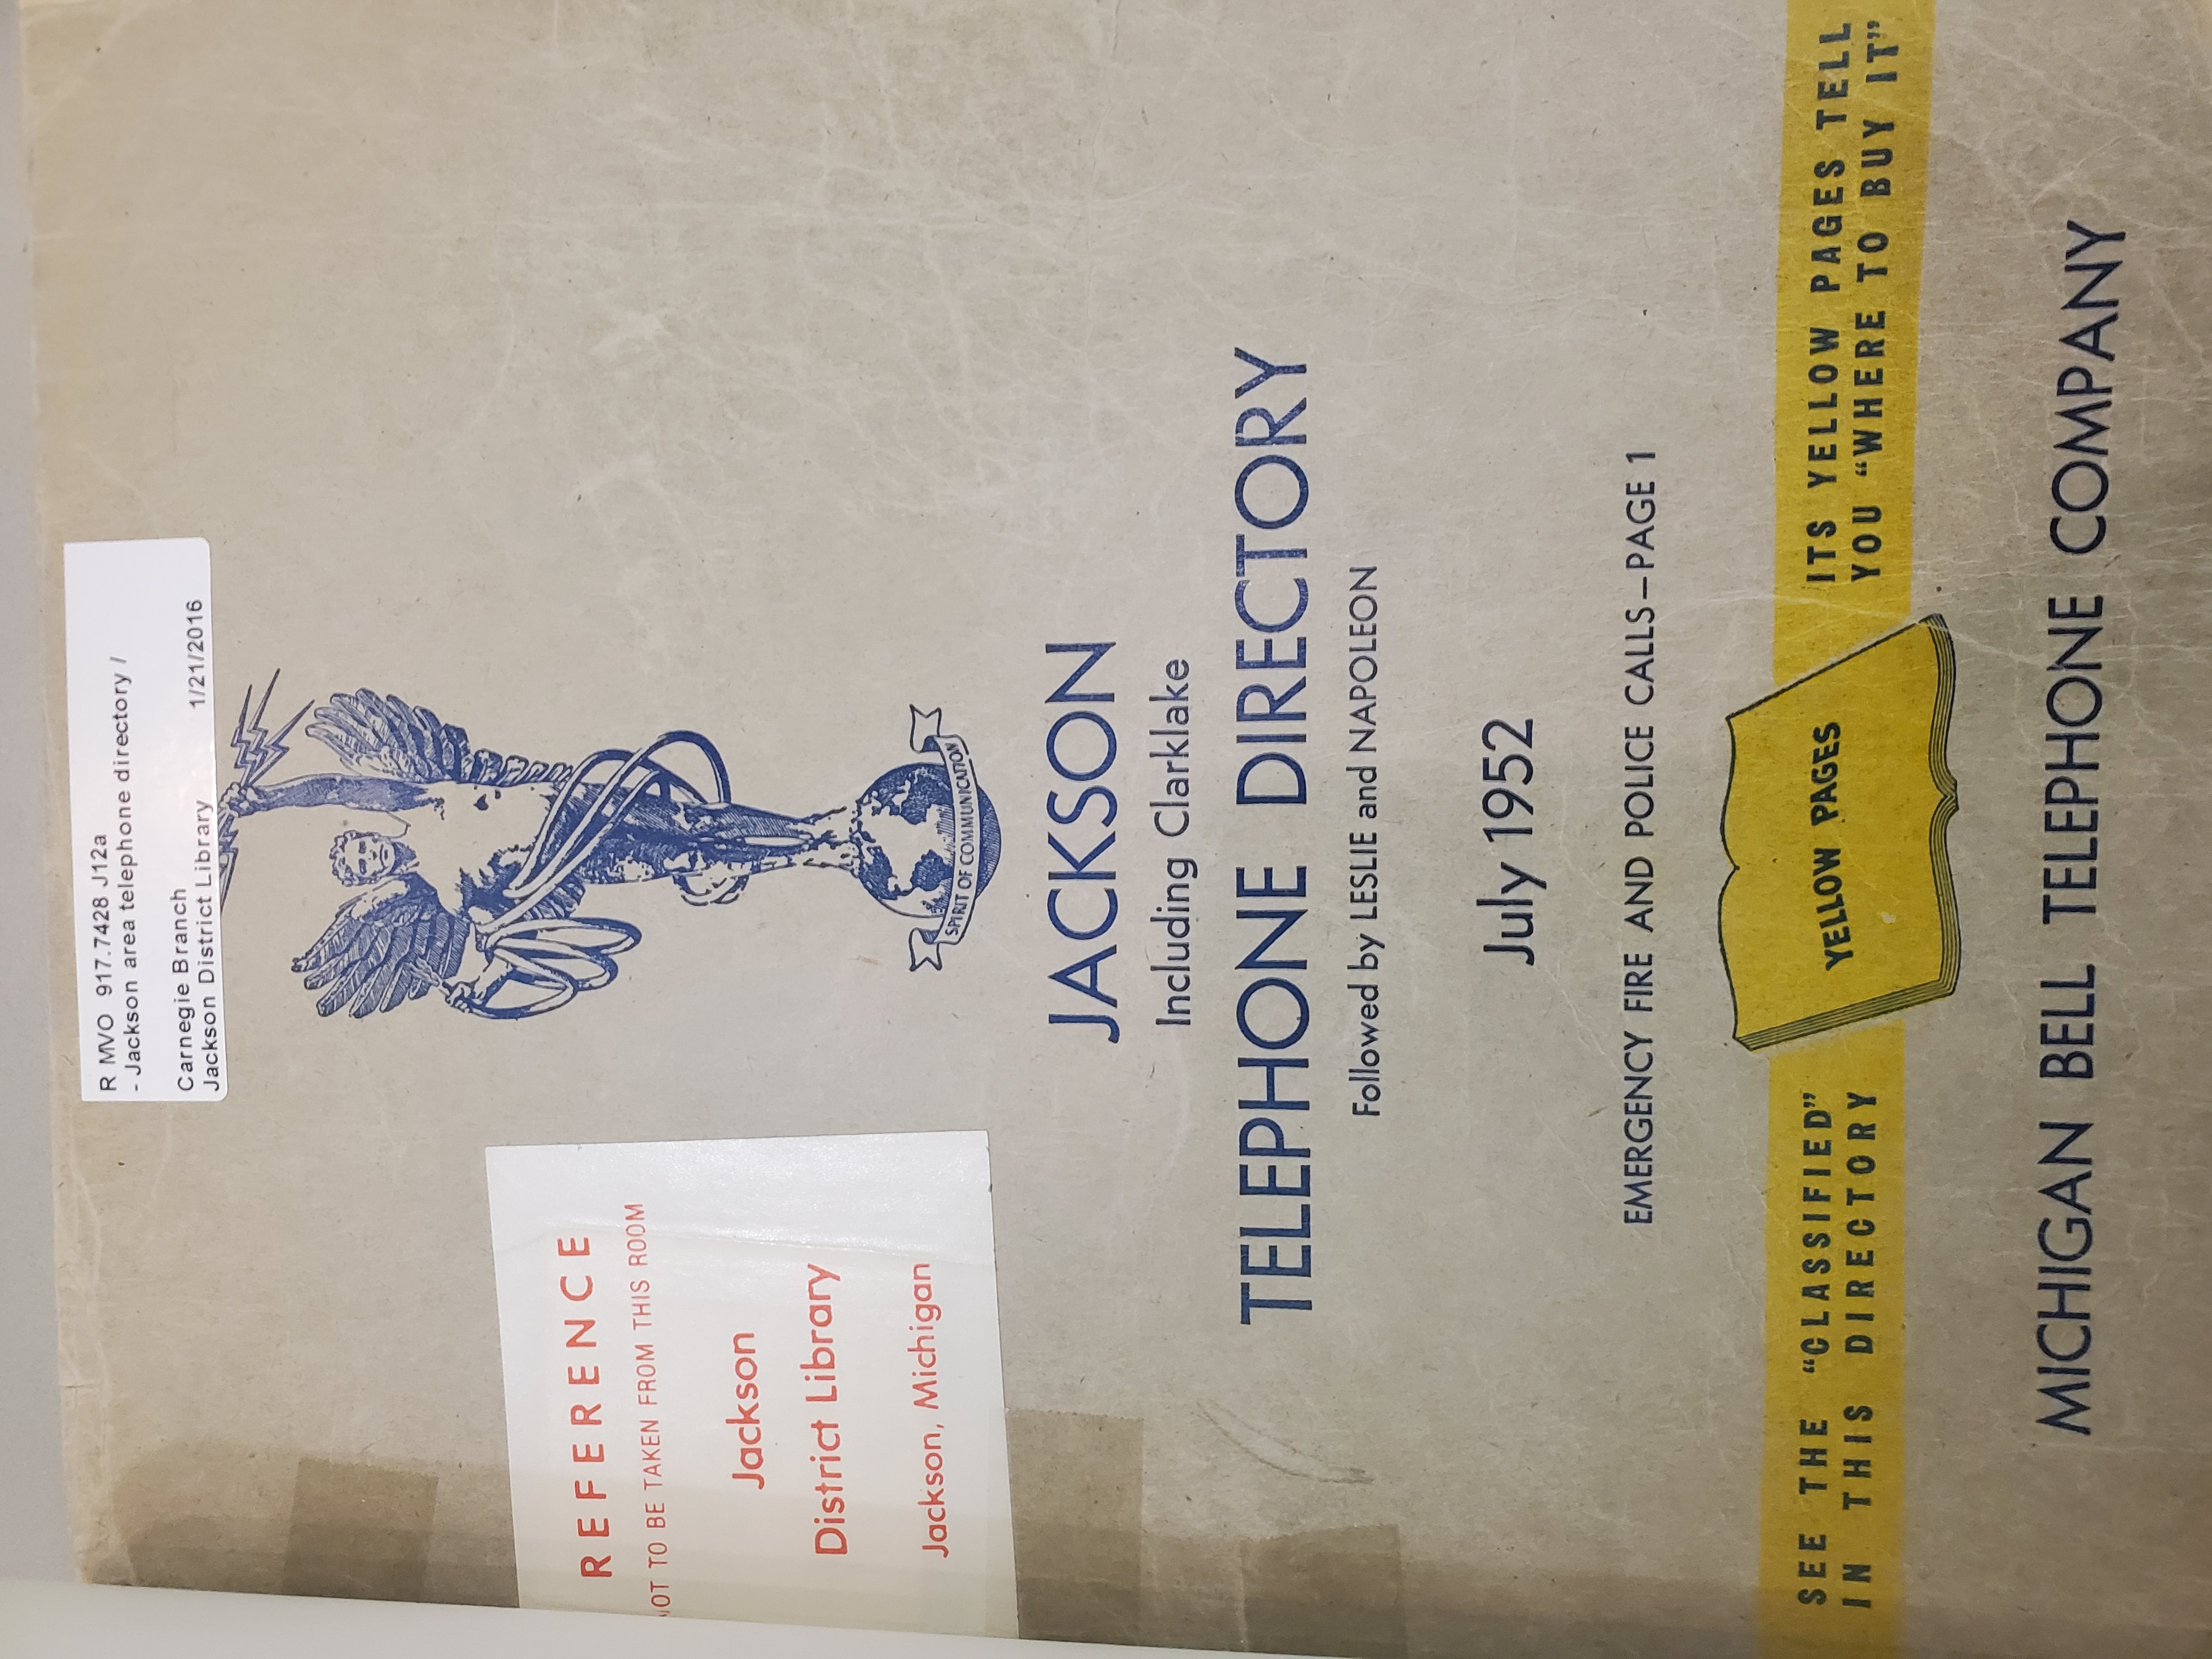 R MVO 917.7428 J12a
- Jackson area telephone directory /
Carnegie Branch
Jackson District Library 1/21/2016
REFERENCE
NOT TO BE TAKEN FROM THIS ROOM
Jackson
District Library
Jackson, Michigan
SPIRIT OF COMMUNICATION
JACKSON
Including Clarklake
TELEPHONE DIRECTORY
Followed by LESLIE and NAPOLEON
July 1952
EMERGENCY FIRE AND POLICE CALLS—PAGE 1
SEE THE "CLASSIFIED"
IN THIS DIRECTORY
YELLOW PAGES
ITS YELLOW PAGES TELL
YOU "WHERE TO BUY IT"
MICHIGAN BELL TELEPHONE COMPANY